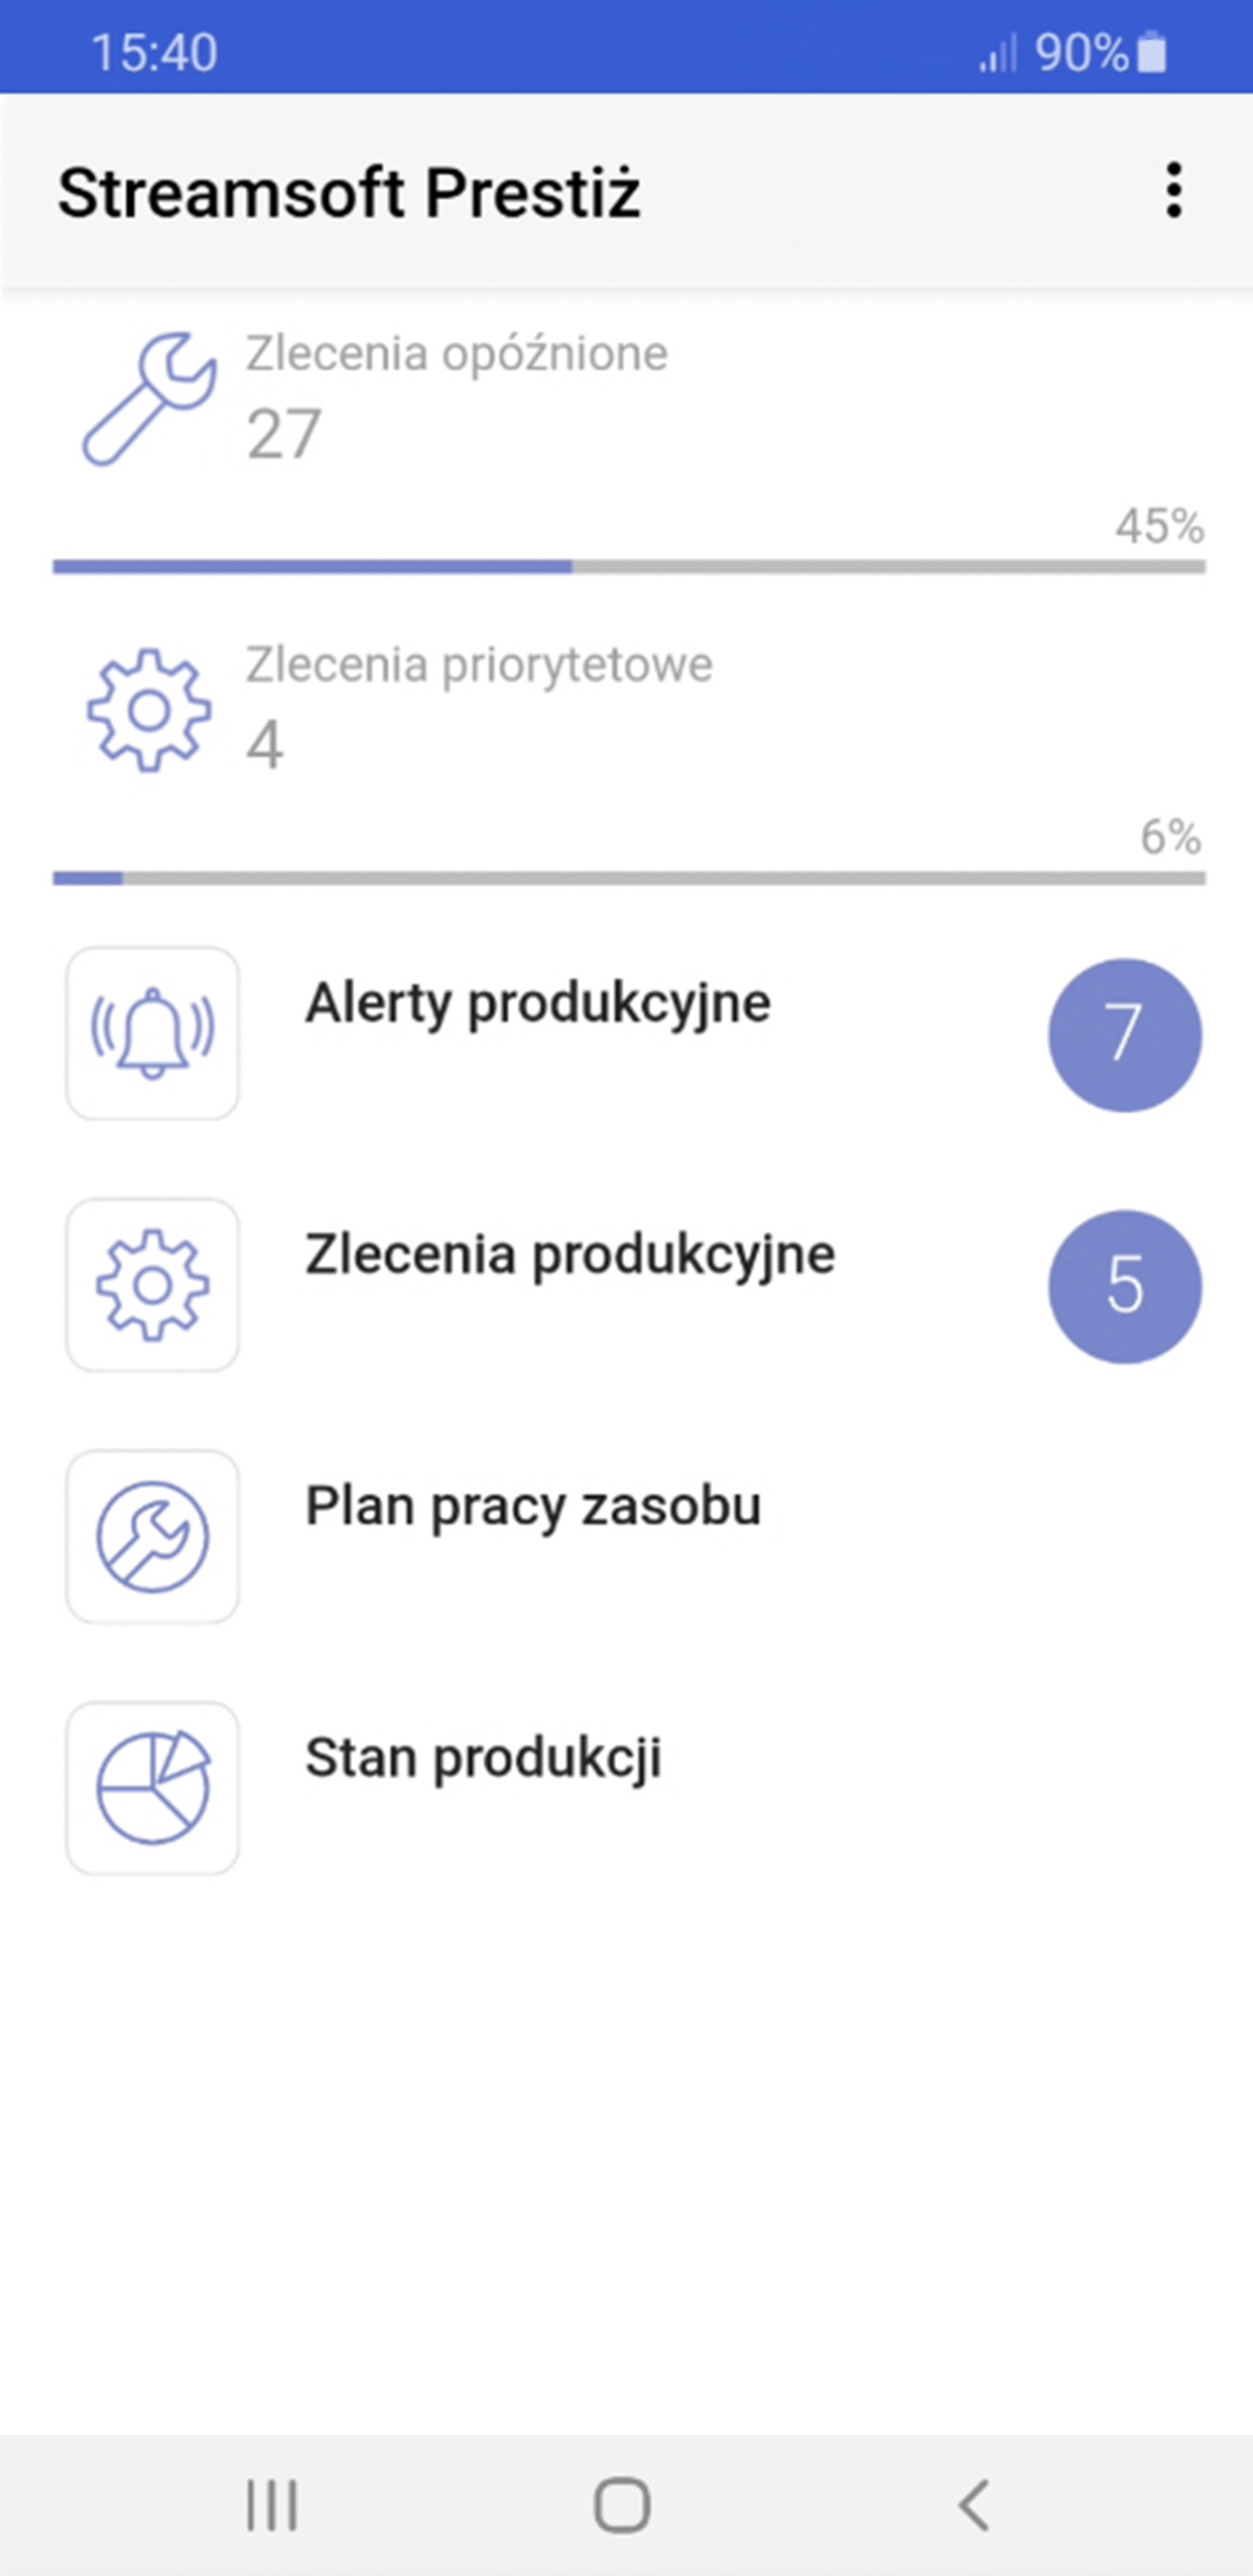 15:40 90%
Streamsoft Prestiż
Zlecenia opóźnione
27
45%
Zlecenia priorytetowe
4
6%
Alerty produkcyjne 7
Zlecenia produkcyjne 5
Plan pracy zasobu
Stan produkcji